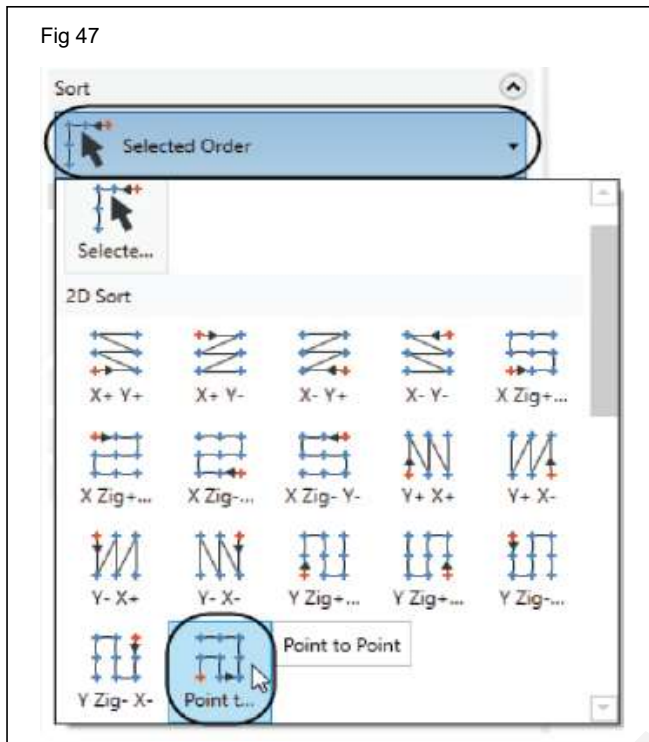 Fig 47
Sort
Selected Order
Selecte...
2D Sort
X+ Y+ X+ Y- X- Y+ X- Y- X Zig+...
X Zig+... X Zig-... X Zig- Y- Y+ X+ Y+ X-
Y- X+ Y- X- Y Zig+... Y Zig+... Y Zig-...
Point to Point
Y Zig- X- Point t...